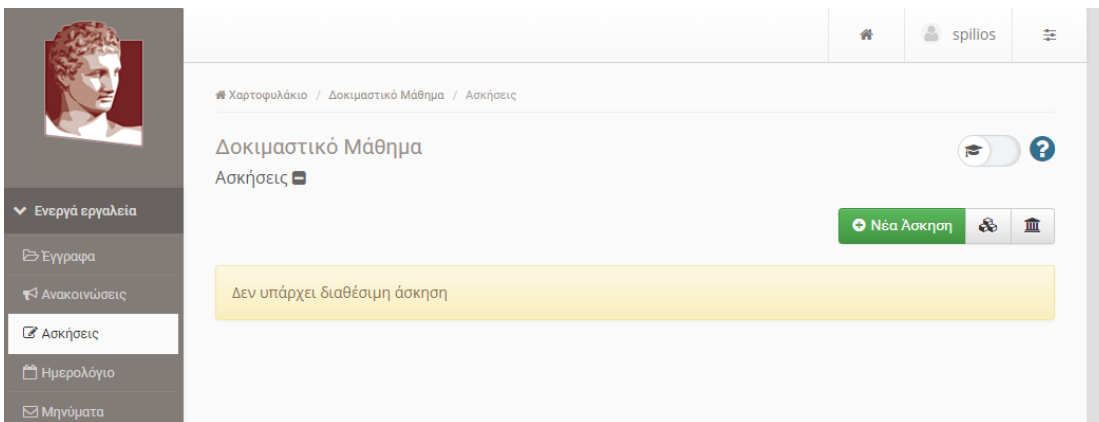 spilios
Χαρτοφυλάκιο / Δοκιμαστικό Μάθημα / Ασκήσεις
Δοκιμαστικό Μάθημα
Ασκήσεις
Νέα Άσκηση
Δεν υπάρχει διαθέσιμη άσκηση
Ενεργά εργαλεία
Έγγραφα
Ανακοινώσεις
Ασκήσεις
Ημερολόγιο
Μηνύματα